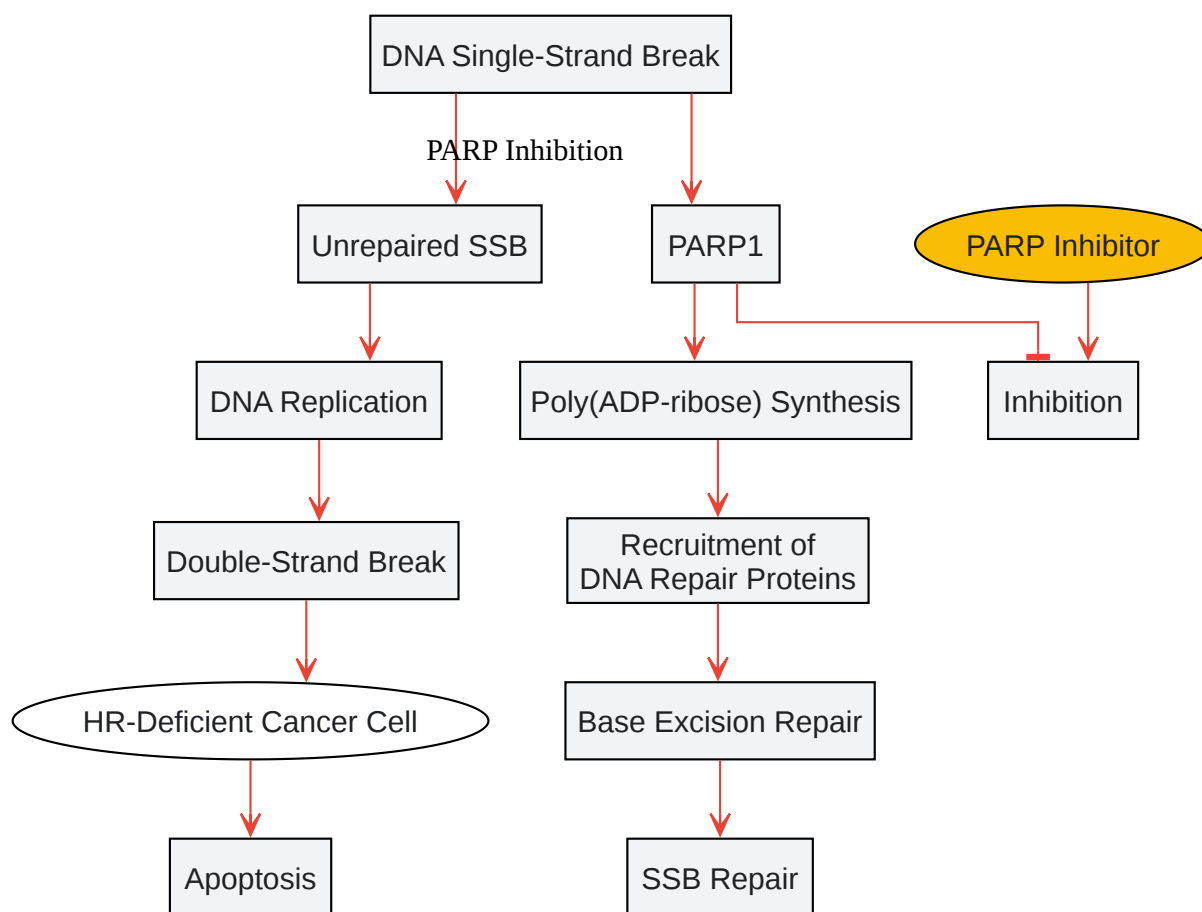 DNA Single-Strand Break
PARP Inhibition
Unrepaired SSB
PARP1
PARP Inhibitor
DNA Replication
Poly(ADP-ribose) Synthesis
Inhibition
Double-Strand Break
Recruitment of
DNA Repair Proteins
HR-Deficient Cancer Cell
Base Excision Repair
Apoptosis
SSB Repair